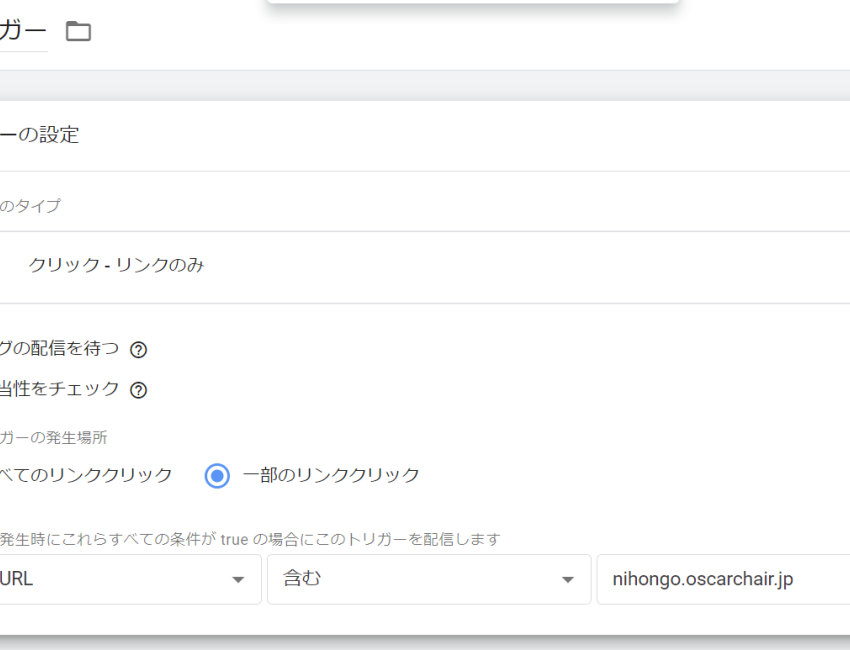 ガー
ーの設定
のタイプ
クリック - リンクのみ
グの配信を待つ
当性をチェック
ガーの発生場所
べてのリンククリック 一部のリンククリック
発生時にこれらすべての条件が true の場合にこのトリガーを配信します
URL 含む nihongo.oscarchair.jp